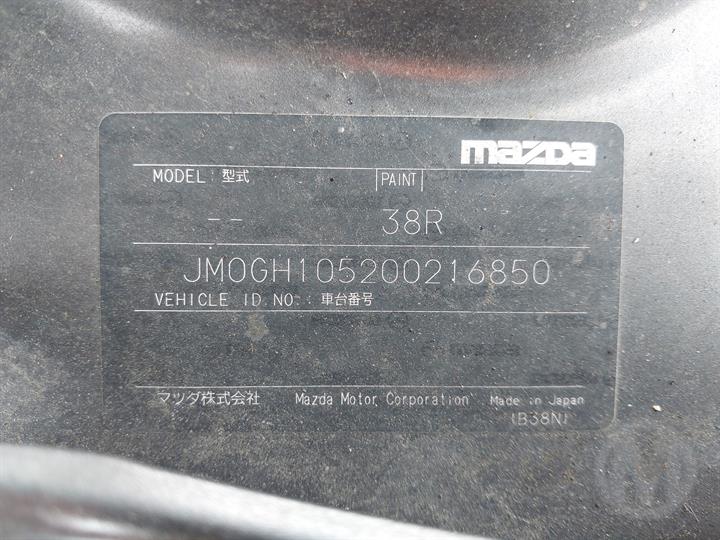 mazda
MODEL : 型式 PAINT
-- 38R
JM0GH105200216850
VEHICLE ID.NO. : 車台番号
マツダ株式会社 Mazda Motor Corporation Made in Japan
(B38N)
M